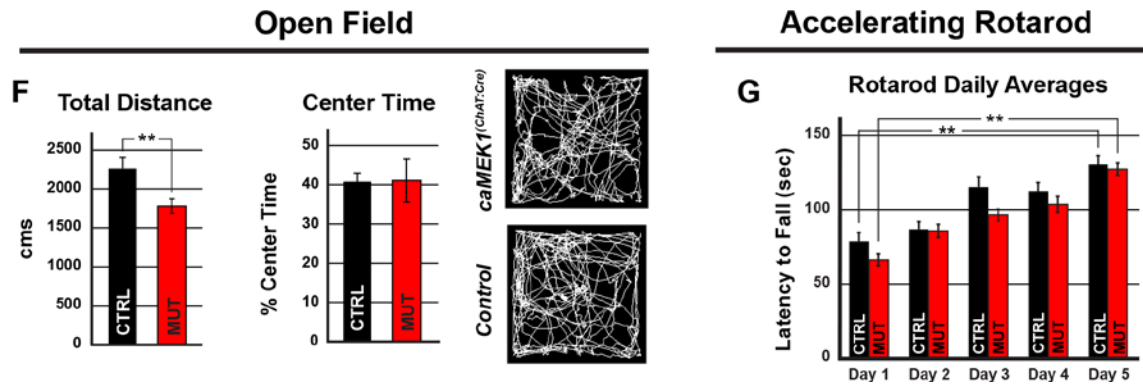 Open Field
Accelerating Rotarod
F
Total Distance
**
2500
2000
1500
1000
500
0
cms
CTRL
MUT
Center Time
50
40
30
20
10
0
% Center Time
CTRL
MUT
caMEK1(ChAT:Cre)
Control
G
Rotarod Daily Averages
**
**
150
100
50
0
Latency to Fall (sec)
CTRL
MUT
CTRL
MUT
CTRL
MUT
CTRL
MUT
CTRL
MUT
Day 1 Day 2 Day 3 Day 4 Day 5